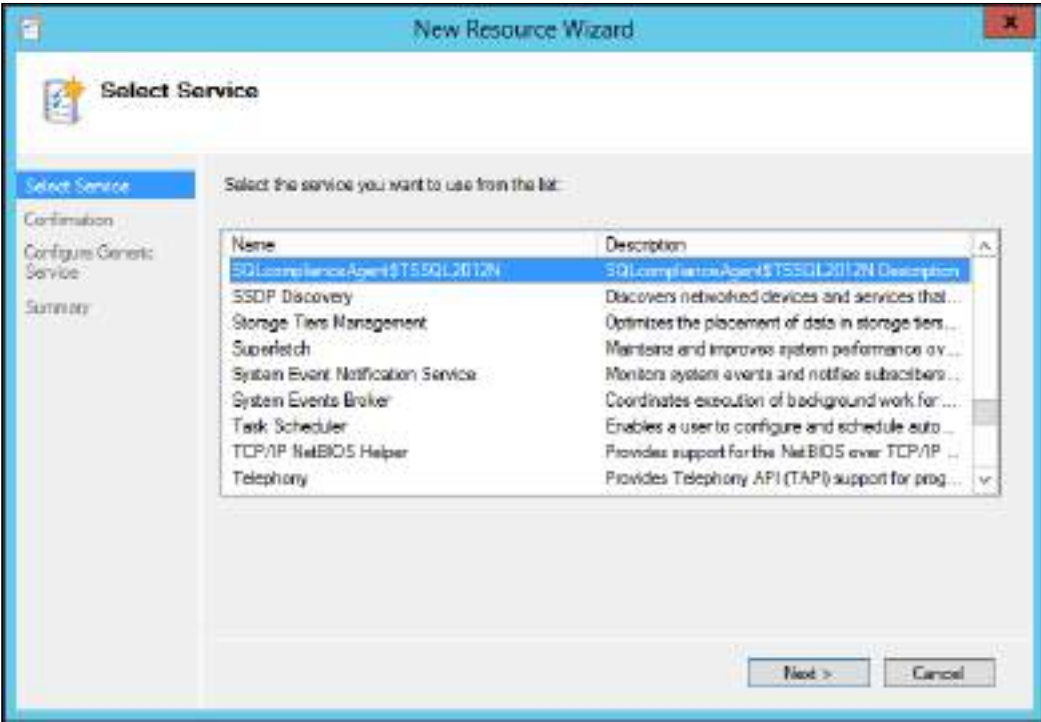 New Resource Wizard
x
Select Service
Select Service
Confirmation
Configure Generic
Service
Summary
Select the service you want to use from the list:
Name Description
SQLcomplianceAgent$TSSQL2012N SQLcomplianceAgent$TSSQL2012N Description
SSDP Discovery Discovers networked devices and services that...
Storage Tiers Management Optimizes the placement of data in storage tiers...
Superfetch Maintains and improves system performance ov...
System Event Notification Service Monitors system events and notifies subscribers...
System Events Broker Coordinates execution of background work for ...
Task Scheduler Enables a user to configure and schedule auto...
TCP/IP NetBIOS Helper Provides support for the NetBIOS over TCP/IP ...
Telephony Provides Telephony API (TAPI) support for prog...
Next > Cancel